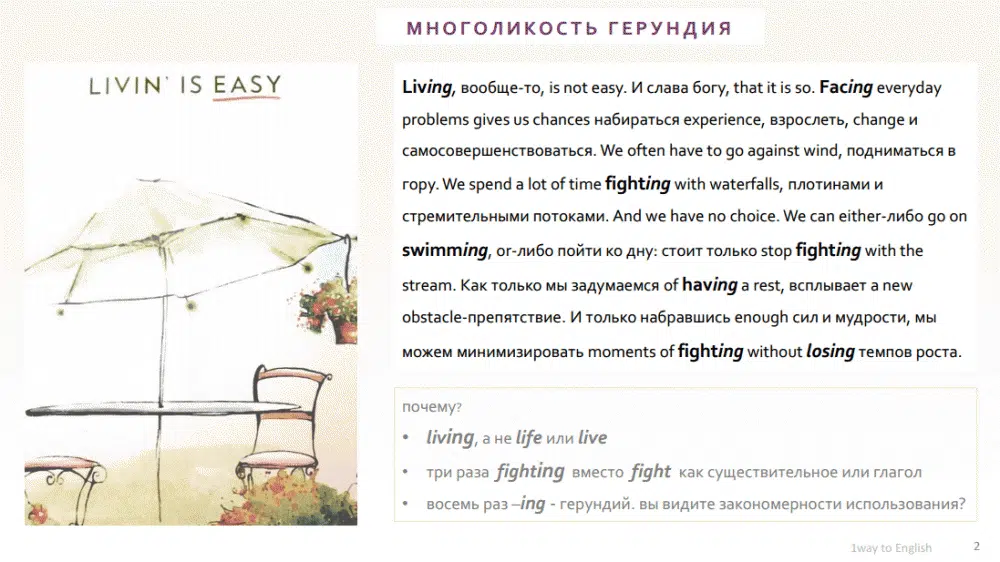 МНОГОЛИКОСТЬ ГЕРУНДИЯ
LIVIN' IS EASY
Living, вообще-то, is not easy. И слава богу, that it is so. Facing everyday
problems gives us chances набираться experience, взрослеть, change и
самосовершенствоваться. We often have to go against wind, подниматься в
гору. We spend a lot of time fighting with waterfalls, плотинами и
стремительными потоками. And we have no choice. We can either-либо go on
swimming, or-либо пойти ко дну: стоит только stop fighting with the
stream. Как только мы задумаемся of having a rest, всплывает a new
obstacle-препятствие. И только набравшись enough сил и мудрости, мы
можем минимизировать moments of fighting without losing темпов роста.
почему?
• living, а не life или live
• три раза fighting вместо fight как существительное или глагол
• восемь раз –ing - герундий. вы видите закономерности использования?
1way to English
2